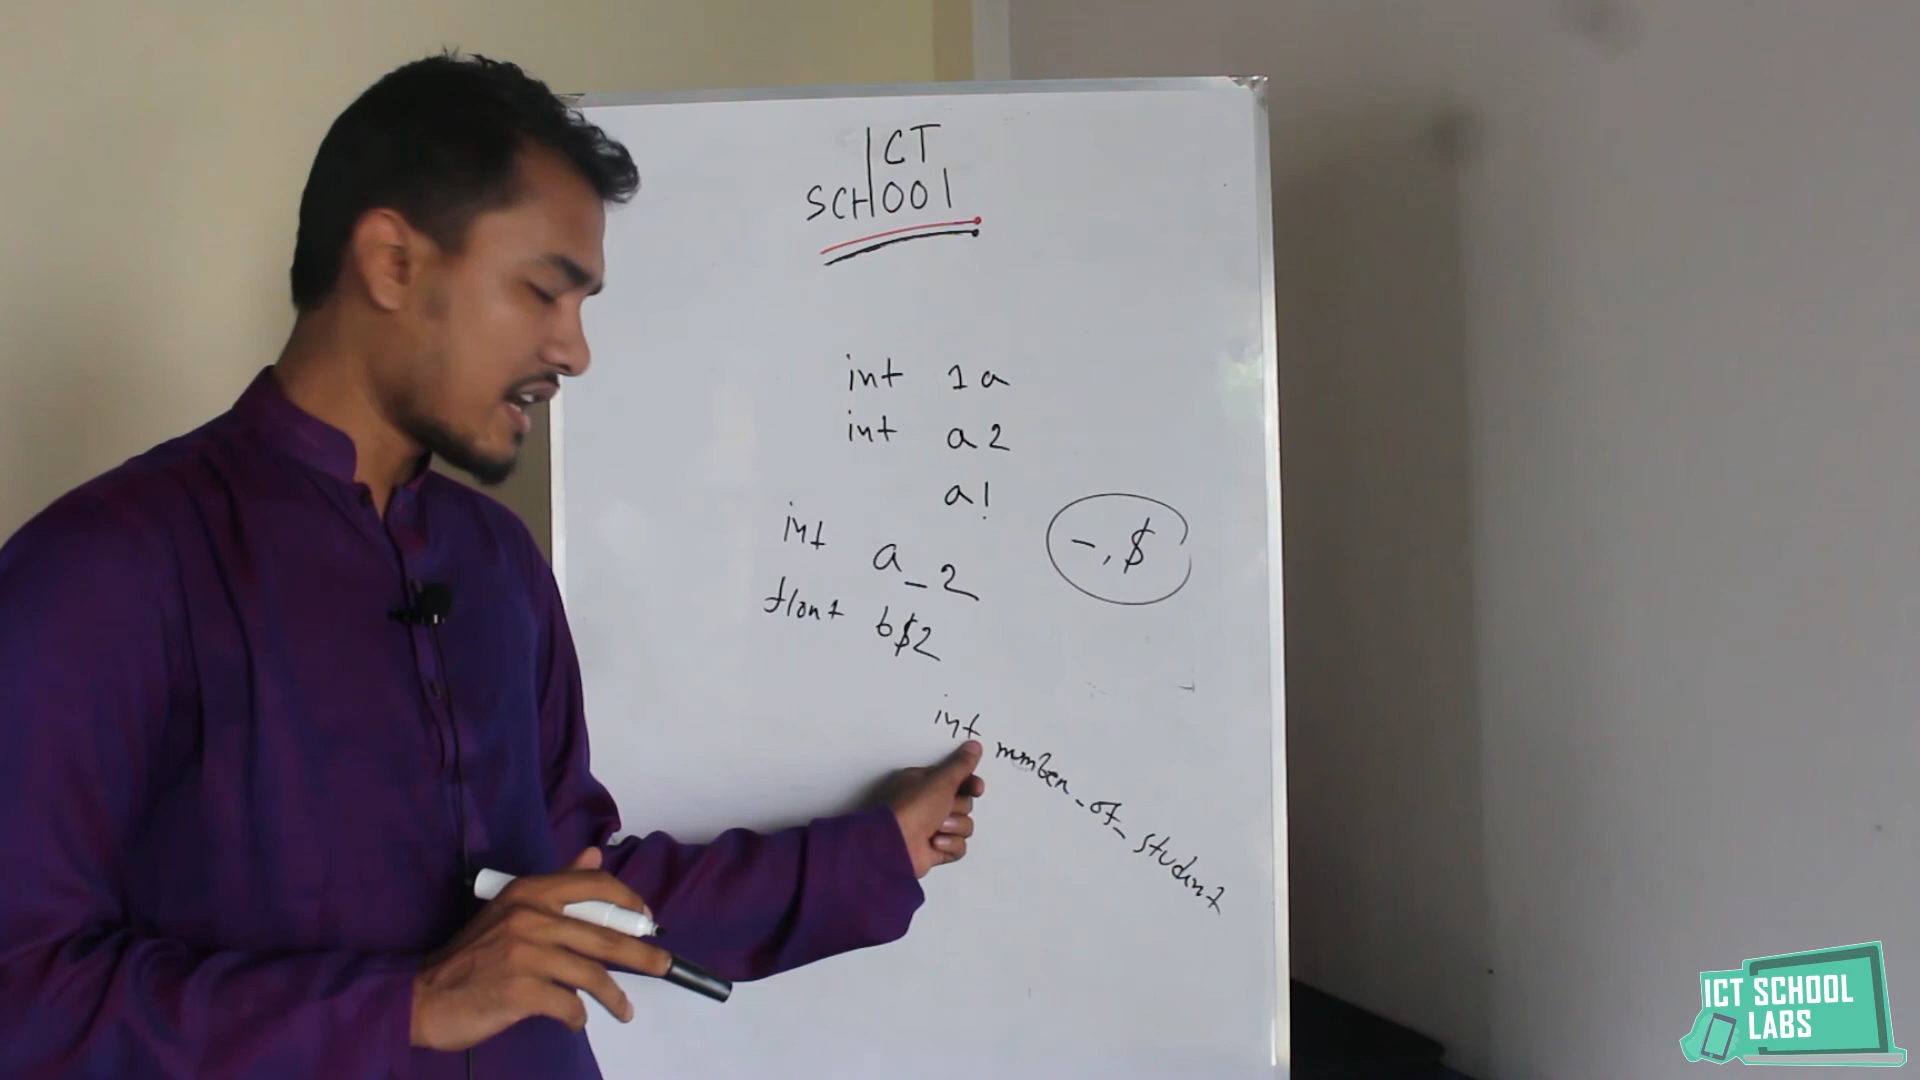 ICT
SCHOOl
int 1a
int a2
a!
int a_2
-,$
float b$2
int number_of_student
ICT SCHOOL
LABS